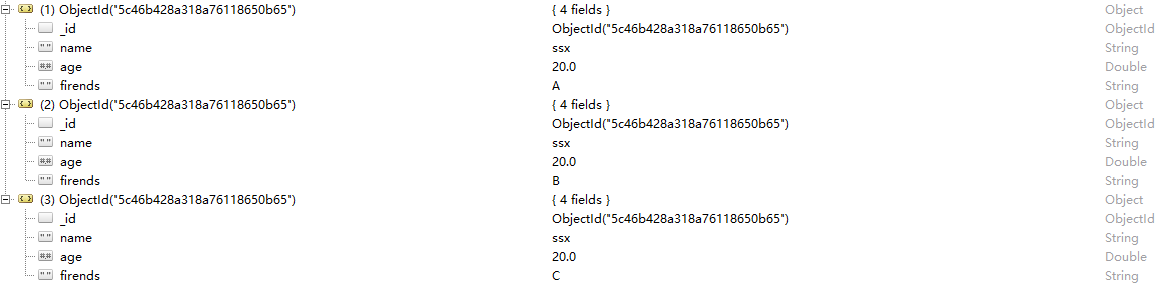 (1) ObjectId("5c46b428a318a76118650b65") { 4 fields } Object
_id ObjectId("5c46b428a318a76118650b65") ObjectId
"" name ssx String
## age 20.0 Double
"" firends A String
(2) ObjectId("5c46b428a318a76118650b65") { 4 fields } Object
_id ObjectId("5c46b428a318a76118650b65") ObjectId
"" name ssx String
## age 20.0 Double
"" firends B String
(3) ObjectId("5c46b428a318a76118650b65") { 4 fields } Object
_id ObjectId("5c46b428a318a76118650b65") ObjectId
"" name ssx String
## age 20.0 Double
"" firends C String